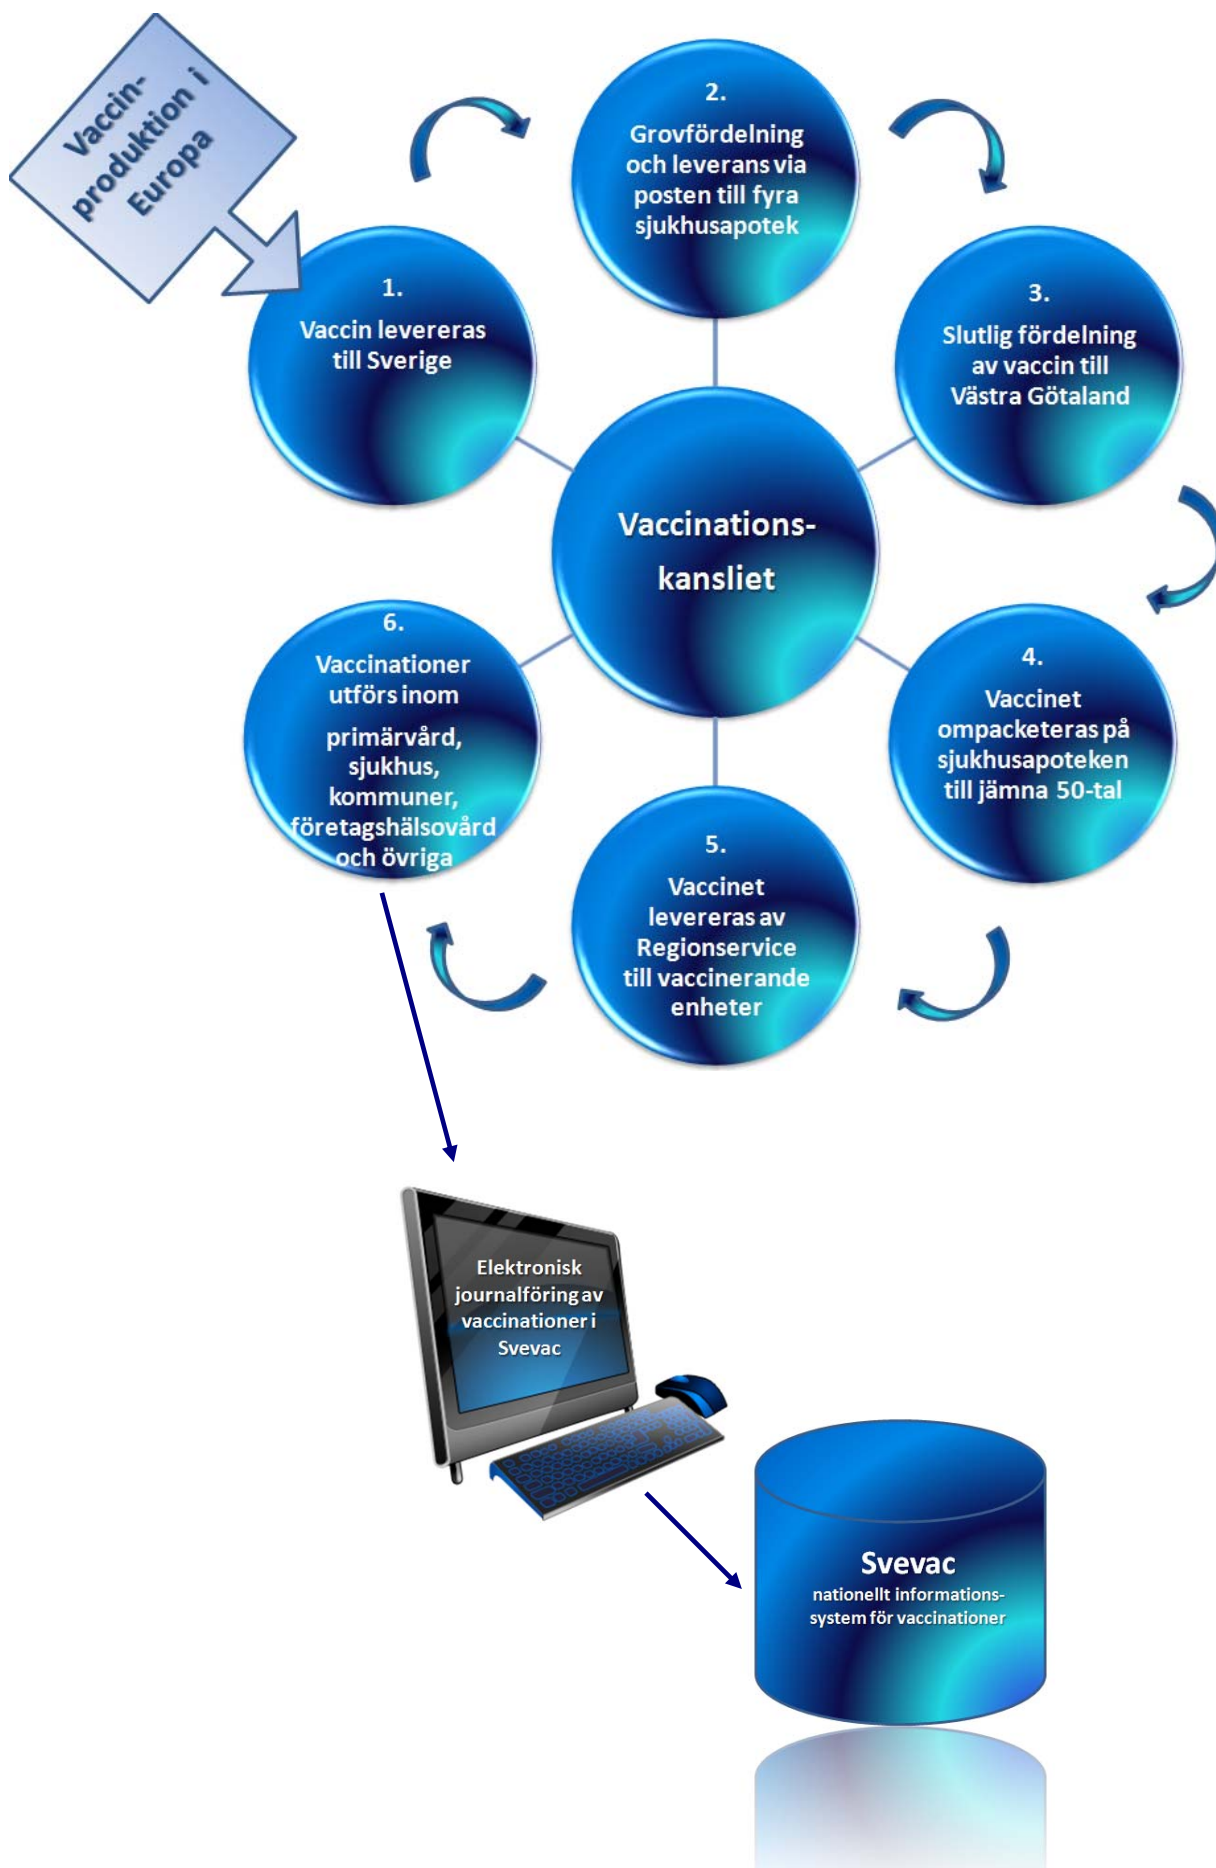 Vaccin-
produktion i
Europa
1.
Vaccin levereras
till Sverige
2.
Grovfördelning
och leverans via
posten till fyra
sjukhusapotek
3.
Slutlig fördelning
av vaccin till
Västra Götaland
Vaccinations-
kansliet
4.
Vaccinet
ompacketeras på
sjukhusapoteken
till jämna 50-tal
5.
Vaccinet
levereras av
Regionservice
till vaccinerande
enheter
6.
Vaccinationer
utförs inom
primärvård,
sjukhus,
kommuner,
företagshälsovård
och övriga
Elektronisk
journalföring av
vaccinationer i
Svevac
Svevac
nationellt informations-
system för vaccinationer